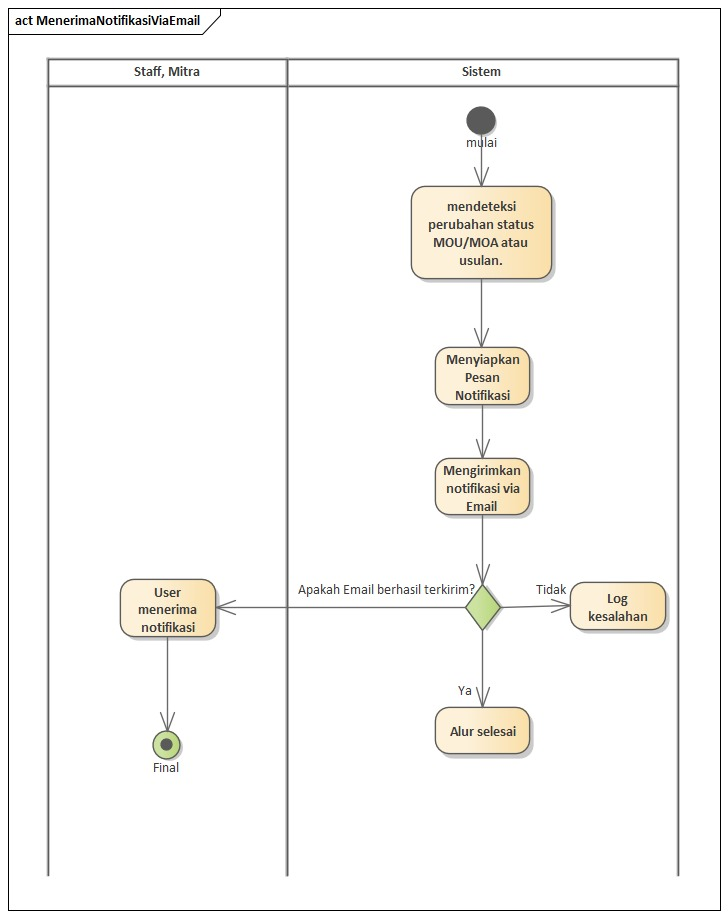 act MenerimaNotifikasiViaEmail
Staff, Mitra
Sistem
mulai
mendeteksi
perubahan status
MOU/MOA atau
usulan.
Menyiapkan
Pesan
Notifikasi
Mengirimkan
notifikasi via
Email
Apakah Email berhasil terkirim?
Tidak
User
menerima
notifikasi
Log
kesalahan
Ya
Alur selesai
Final